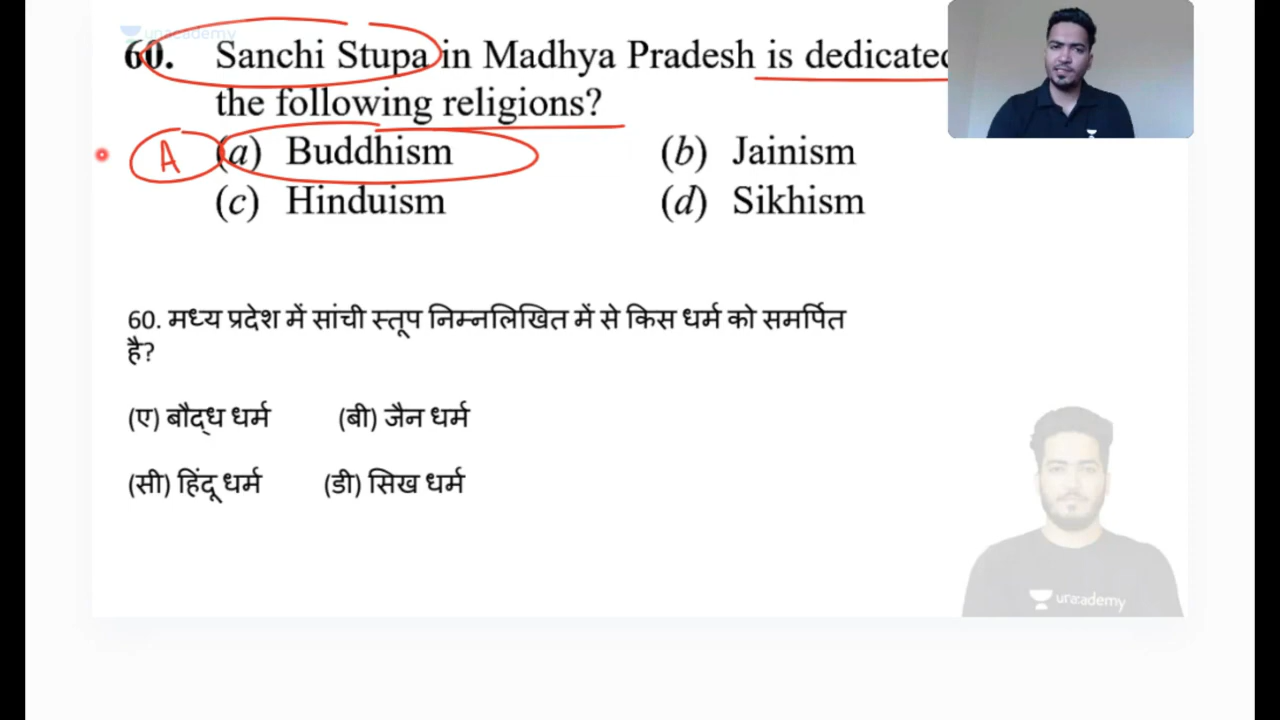 unacademy
60. Sanchi Stupa in Madhya Pradesh is dedicated
the following religions?
A (a) Buddhism (b) Jainism
(c) Hinduism (d) Sikhism
60. मध्य प्रदेश में सांची स्तूप निम्नलिखित में से किस धर्म को समर्पित
है?
(ए) बौद्ध धर्म (बी) जैन धर्म
(सी) हिंदू धर्म (डी) सिख धर्म
unacademy